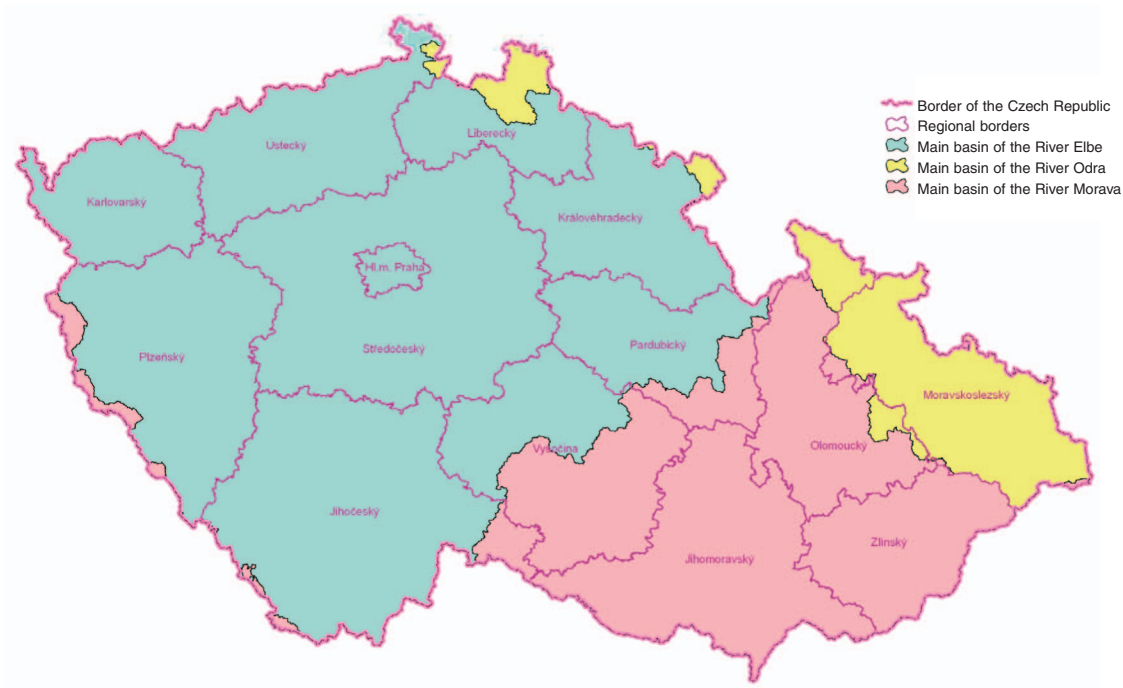 Border of the Czech Republic
Regional borders
Main basin of the River Elbe
Main basin of the River Odra
Main basin of the River Morava
Ustecký
Liberecký
Karlovarský
Královéhradecký
Hl.m. Praha
Plzeňský
Středočeský
Pardubický
Moravskoslezský
Vysočina
Olomoucký
Jihočeský
Zlínský
Jihomoravský